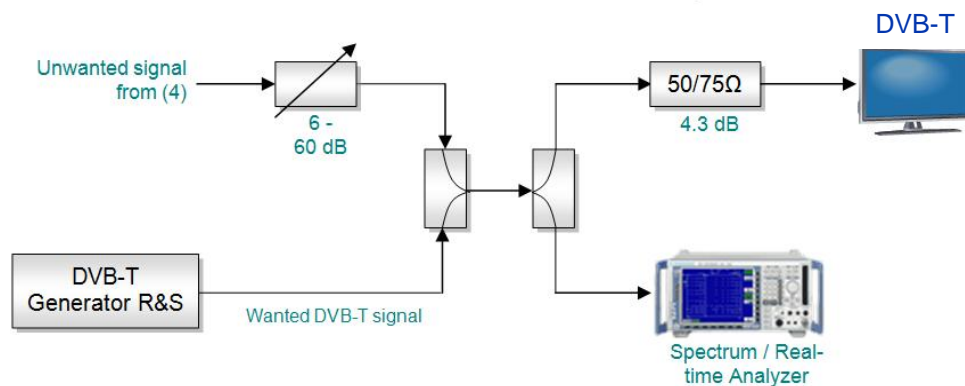 DVB-T
Unwanted signal
from (4)
50/75Ω
6 -
60 dB
4.3 dB
DVB-T
Generator R&S
Wanted DVB-T signal
Spectrum / Real-
time Analyzer